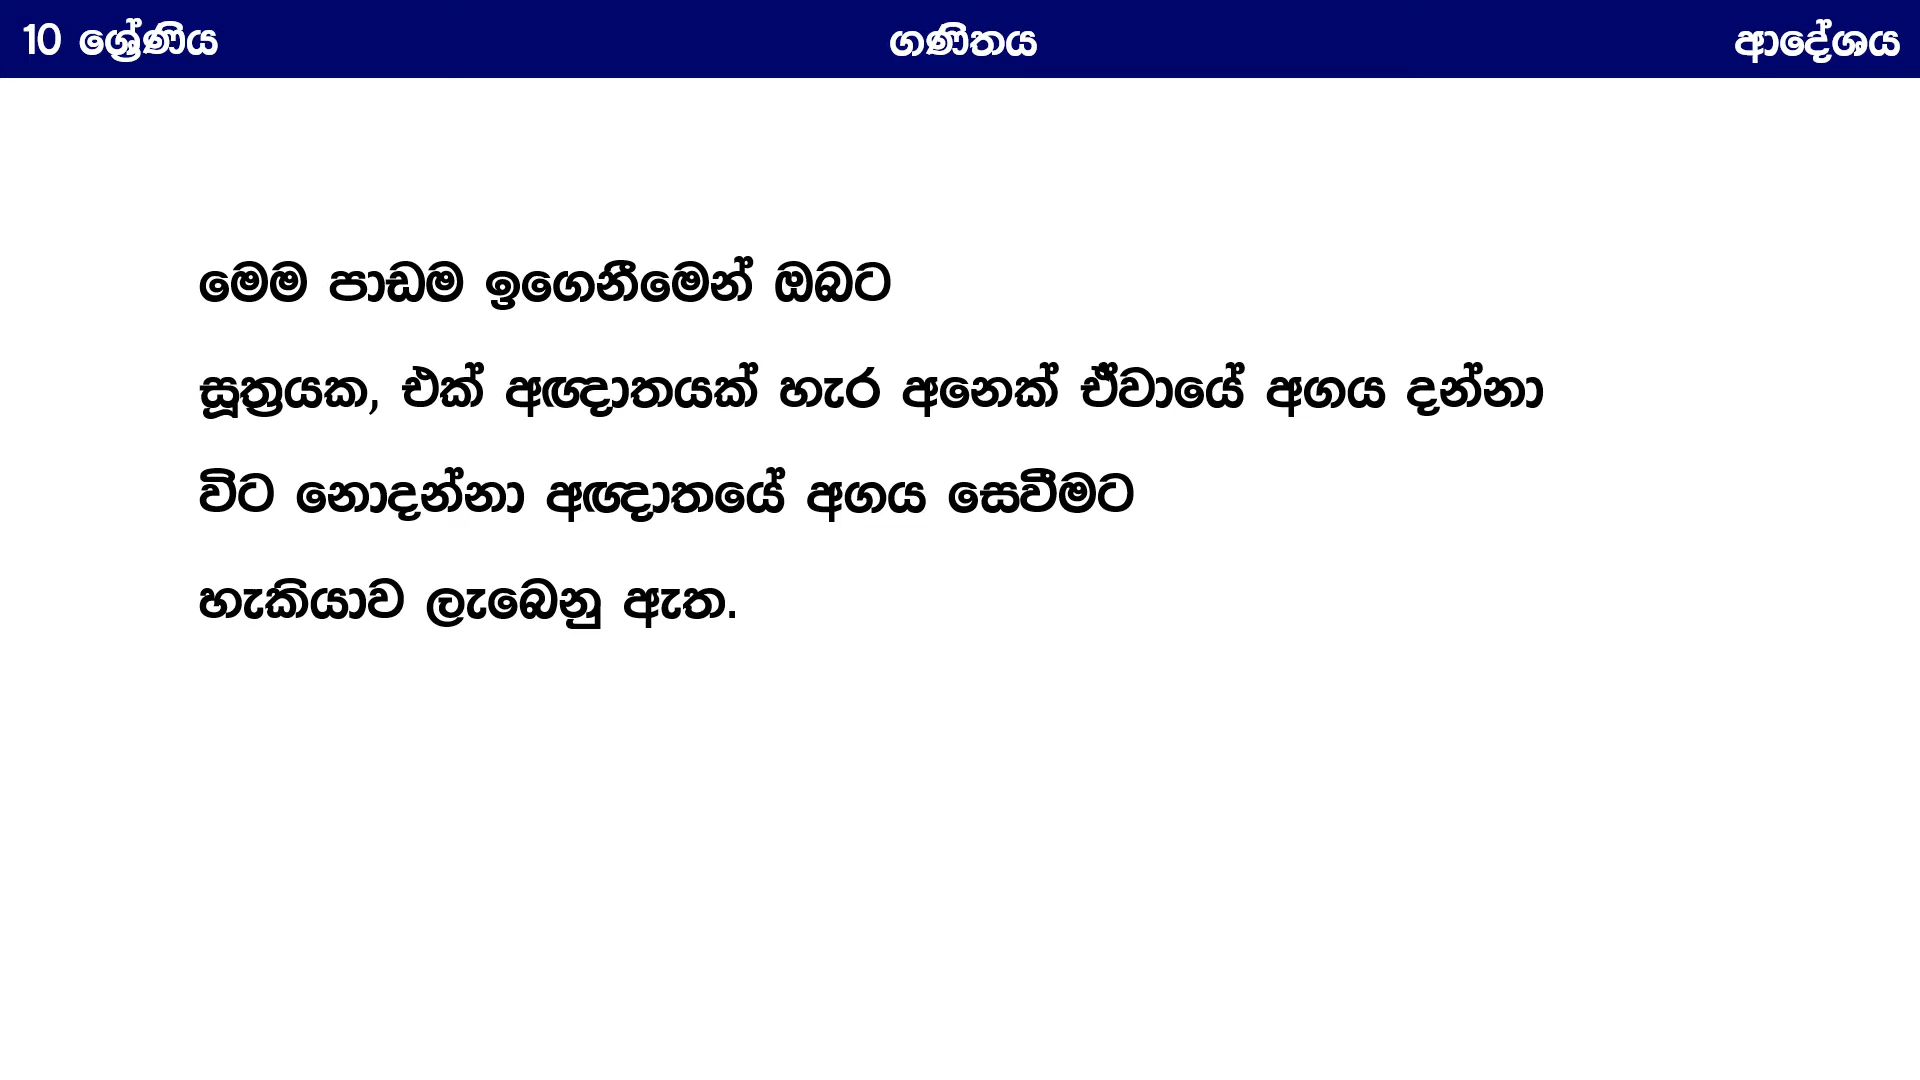 10 ශ්‍රේණිය ගණිතය ආදේශය
මෙම පාඩම ඉගෙනීමෙන් ඔබට
සූත්‍රයක, එක් අඥාතයක් හැර අනෙක් ඒවායේ අගය දන්නා
විට නොදන්නා අඥාතයේ අගය සෙවීමට
හැකියාව ලැබෙනු ඇත.